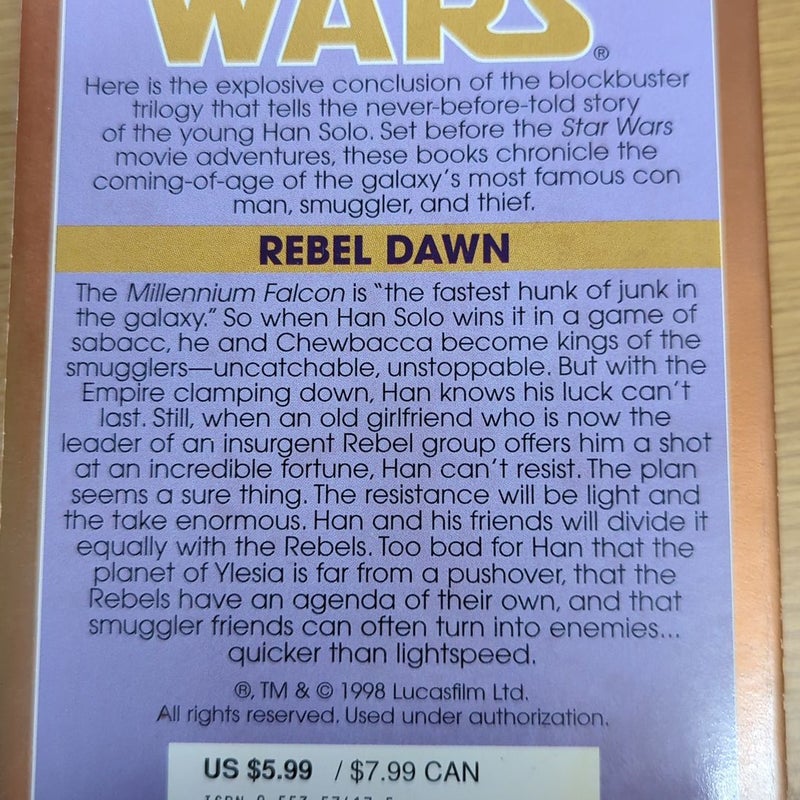 WARS®
Here is the explosive conclusion of the blockbuster
trilogy that tells the never-before-told story
of the young Han Solo. Set before the Star Wars
movie adventures, these books chronicle the
coming-of-age of the galaxy's most famous con
man, smuggler, and thief.
REBEL DAWN
The Millennium Falcon is "the fastest hunk of junk in
the galaxy." So when Han Solo wins it in a game of
sabacc, he and Chewbacca become kings of the
smugglers—uncatchable, unstoppable. But with the
Empire clamping down, Han knows his luck can't
last. Still, when an old girlfriend who is now the
leader of an insurgent Rebel group offers him a shot
at an incredible fortune, Han can't resist. The plan
seems a sure thing. The resistance will be light and
the take enormous. Han and his friends will divide it
equally with the Rebels. Too bad for Han that the
planet of Ylesia is far from a pushover, that the
Rebels have an agenda of their own, and that
smuggler friends can often turn into enemies...
quicker than lightspeed.
®, TM & © 1998 Lucasfilm Ltd.
All rights reserved. Used under authorization.
US $5.99 / $7.99 CAN